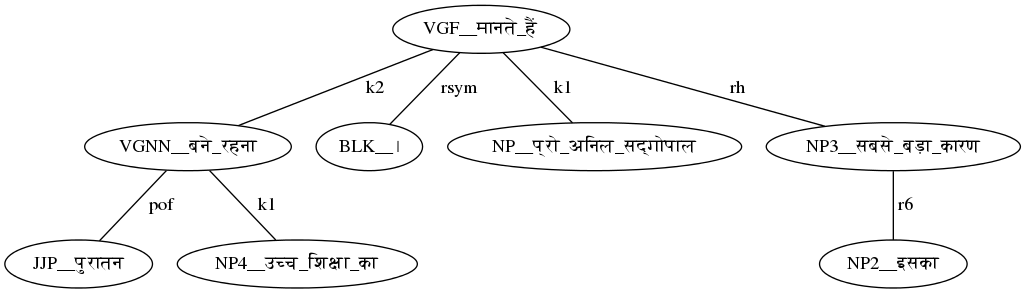 VGF__मानते_हैं
k2
rsym
k1
rh
VGNN__बने_रहना
BLK__।
NP__प्रो_अनिल_सद्गोपाल
NP3__सबसे_बड़ा_कारण
pof
k1
r6
JJP__पुरातन
NP4__उच्च_शिक्षा_का
NP2__इसका